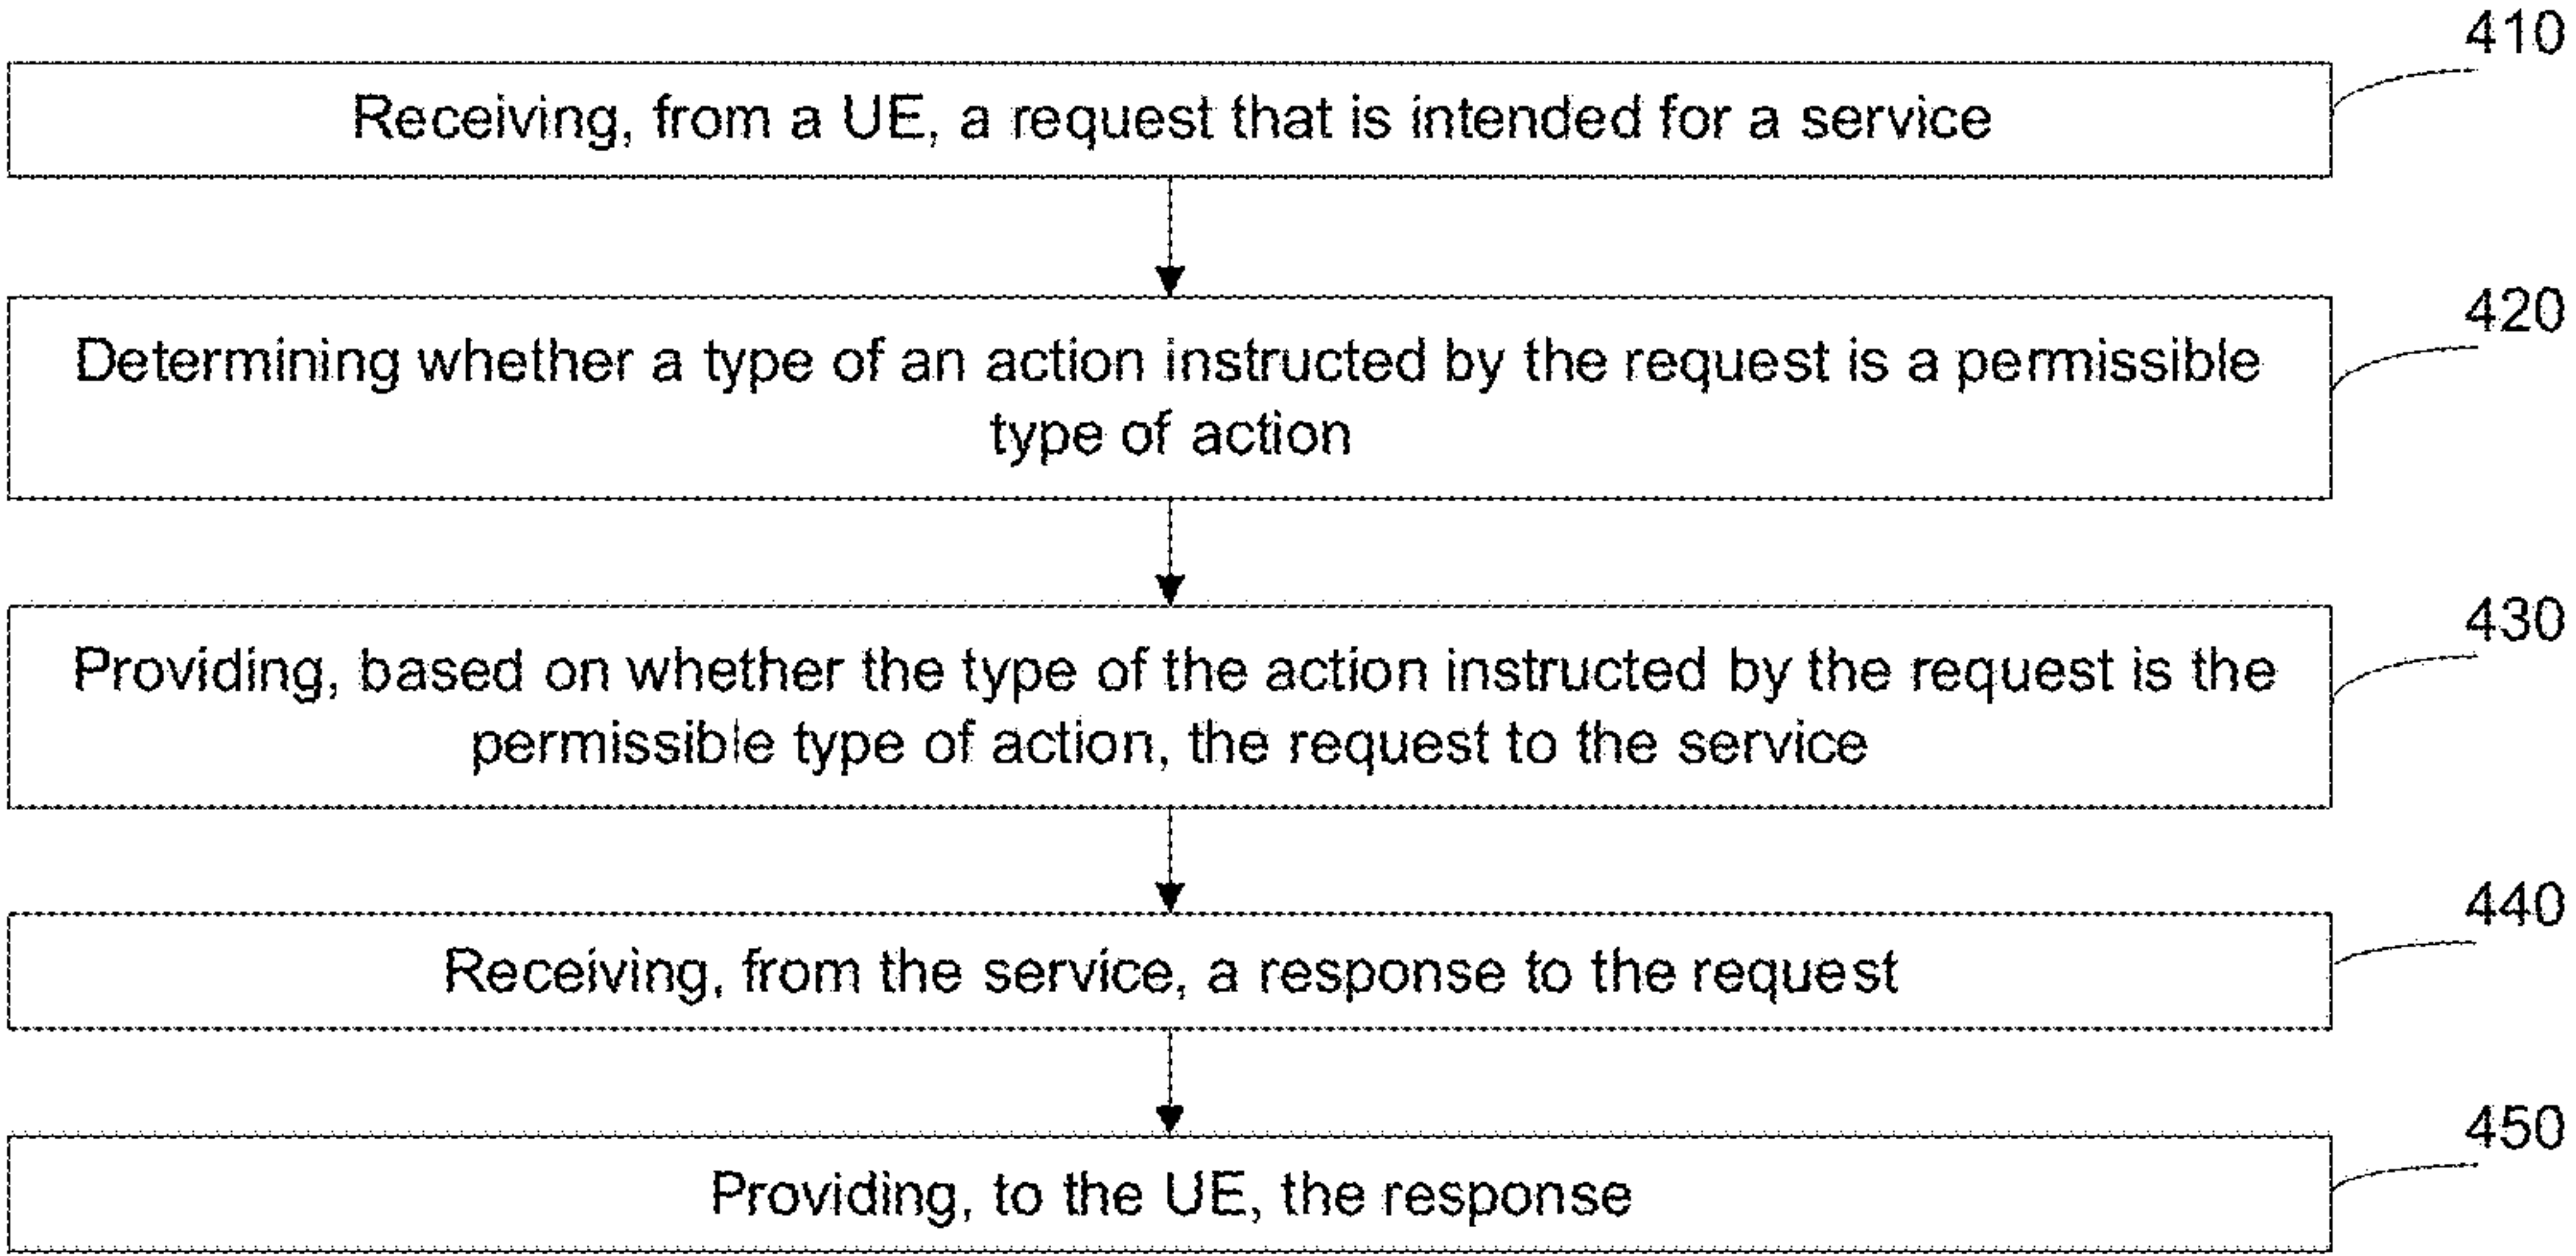 410
Receiving, from a UE, a request that is intended for a service
420
Determining whether a type of an action instructed by the request is a permissible
type of action
430
Providing, based on whether the type of the action instructed by the request is the
permissible type of action, the request to the service
440
Receiving, from the service, a response to the request
450
Providing, to the UE, the response